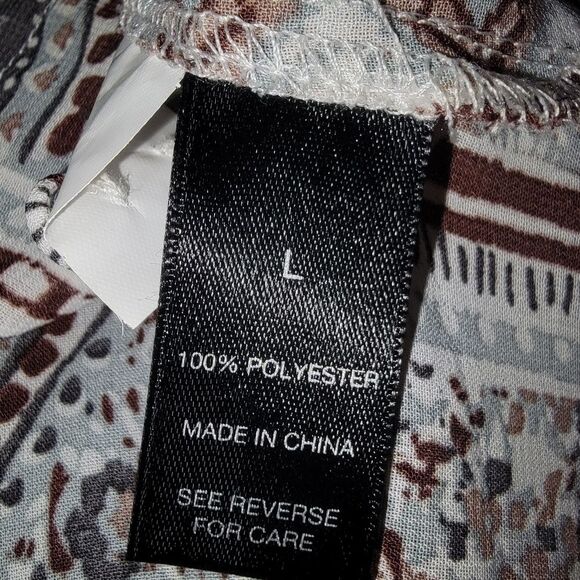 L
100% POLYESTER
MADE IN CHINA
SEE REVERSE
FOR CARE